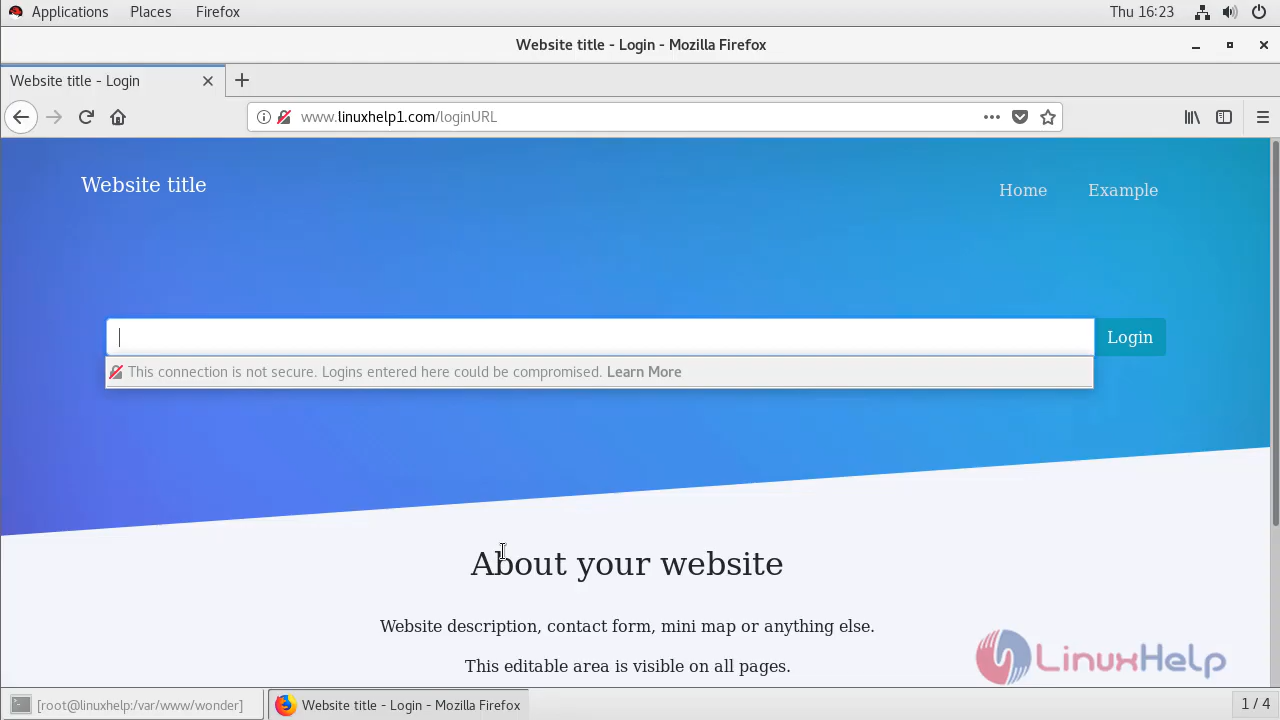 Applications Places Firefox Thu 16:23
Website title - Login - Mozilla Firefox
Website title - Login
www.linuxhelp1.com/loginURL
Website title Home Example
Login
This connection is not secure. Logins entered here could be compromised. Learn More
About your website
Website description, contact form, mini map or anything else.
This editable area is visible on all pages.
LinuxHelp
[root@linuxhelp:/var/www/wonder] Website title - Login - Mozilla Firefox 1 / 4